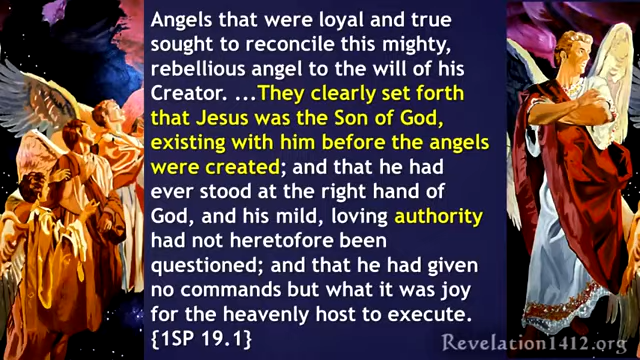 Angels that were loyal and true
sought to reconcile this mighty,
rebellious angel to the will of his
Creator. ...They clearly set forth
that Jesus was the Son of God,
existing with him before the angels
were created; and that he had
ever stood at the right hand of
God, and his mild, loving authority
had not heretofore been
questioned; and that he had given
no commands but what it was joy
for the heavenly host to execute.
{1SP 19.1}
Revelation1412.org